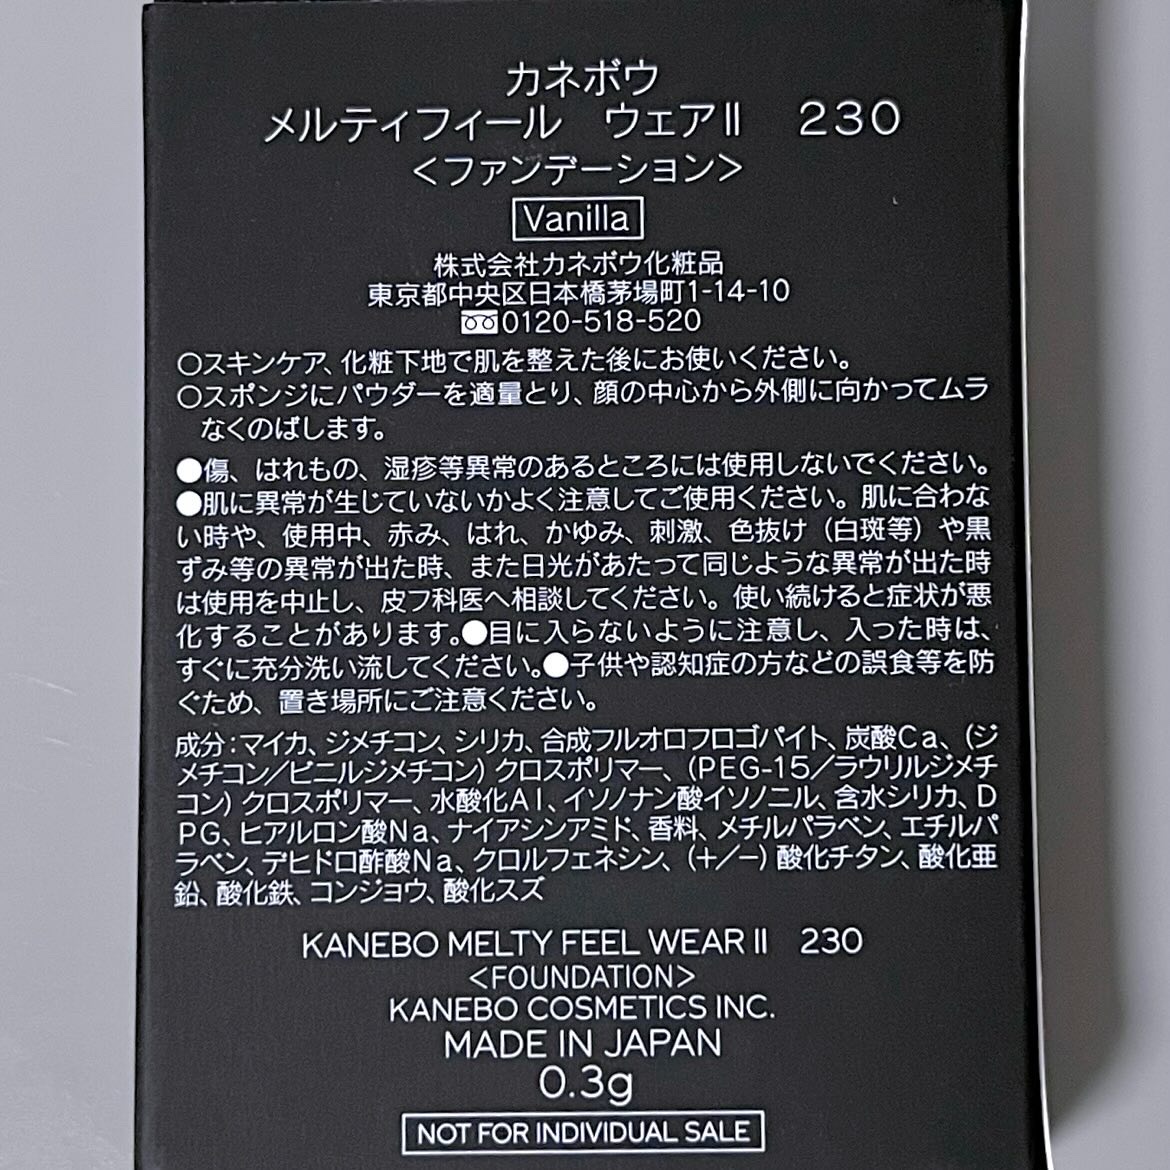 カネボウ
メルティフィール ウェアⅡ 230
<ファンデーション>
Vanilla
株式会社カネボウ化粧品
東京都中央区日本橋茅場町1-14-10
0120-518-520
○スキンケア、化粧下地で肌を整えた後にお使いください。
○スポンジにパウダーを適量とり、顔の中心から外側に向かってムラ
なくのばします。
●傷、はれもの、湿疹等異常のあるところには使用しないでください。
●肌に異常が生じていないかよく注意してご使用ください。肌に合わな
い時や、使用中、赤み、はれ、かゆみ、刺激、色抜け（白斑等）や黒
ずみ等の異常が出た時、また日光があたって同じような異常が出た時
は使用を中止し、皮フ科医へ相談してください。使い続けると症状が悪
化することがあります。●目に入らないように注意し、入った時は、
すぐに充分洗い流してください。●子供や認知症の方などの誤食等を防
ぐため、置き場所にご注意ください。
成分:マイカ、ジメチコン、シリカ、合成フルオロフロゴパイト、炭酸Ca、(ジ
メチコン/ビニルジメチコン)クロスポリマー、(PEG-15/ラウリルジメチ
コン)クロスポリマー、水酸化Al、イソノナン酸イソノニル、含水シリカ、D
PG、ヒアルロン酸Na、ナイアシンアミド、香料、メチルパラベン、エチルパ
ラベン、デヒドロ酢酸Na、クロルフェネシン、(+/−)酸化チタン、酸化亜
鉛、酸化鉄、コンジョウ、酸化スズ
KANEBO MELTY FEEL WEAR Ⅱ 230
<FOUNDATION>
KANEBO COSMETICS INC.
MADE IN JAPAN
0.3g
NOT FOR INDIVIDUAL SALE